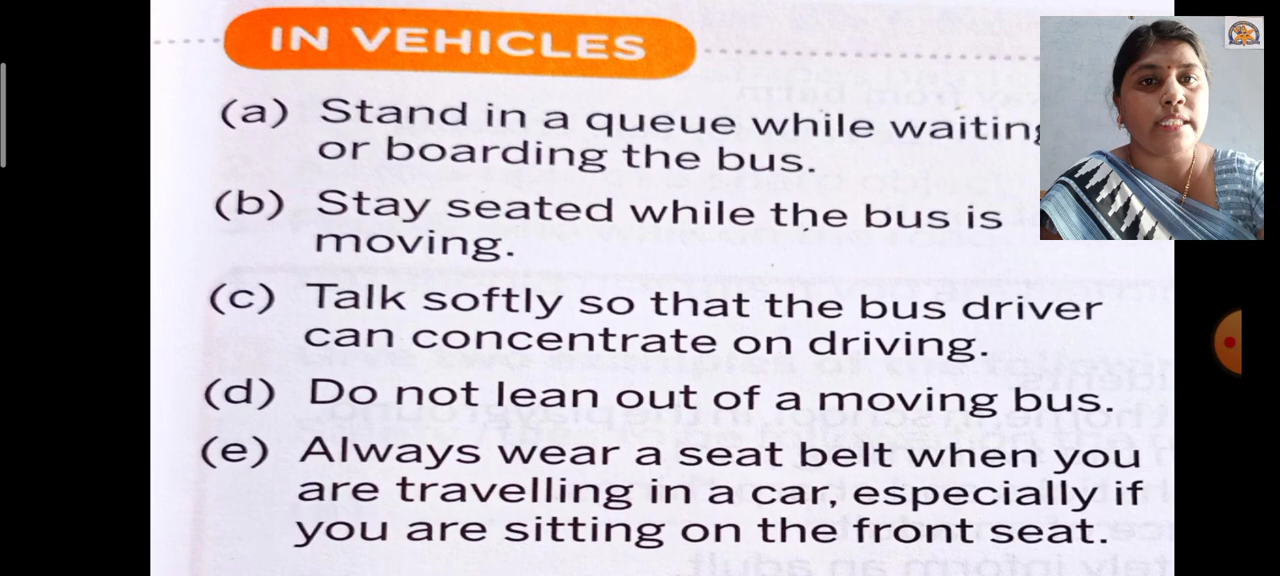 IN VEHICLES
(a) Stand in a queue while waiting
or boarding the bus.
(b) Stay seated while the bus is
moving.
(c) Talk softly so that the bus driver
can concentrate on driving.
(d) Do not lean out of a moving bus.
(e) Always wear a seat belt when you
are travelling in a car, especially if
you are sitting on the front seat.